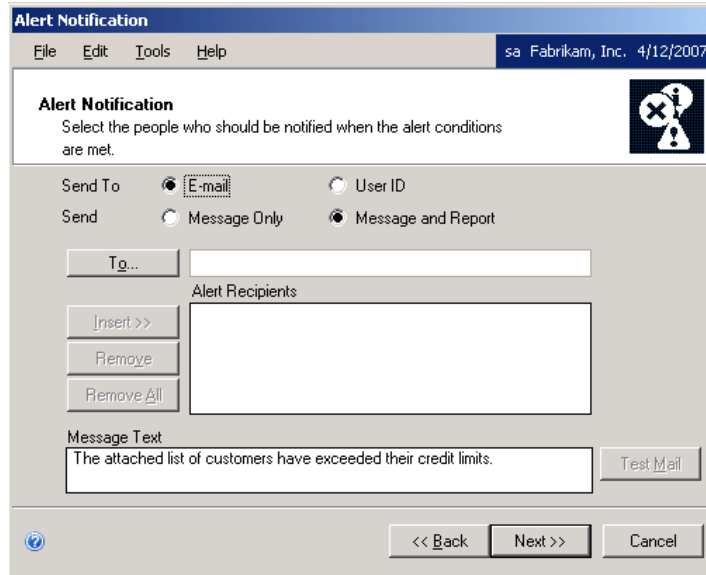 Alert Notification
File Edit Tools Help sa Fabrikam, Inc. 4/12/2007
Alert Notification
Select the people who should be notified when the alert conditions
are met.
Send To E-mail User ID
Send Message Only Message and Report
To...
Alert Recipients
Insert >>
Remove
Remove All
Message Text
The attached list of customers have exceeded their credit limits.
Test Mail
<< Back Next >> Cancel